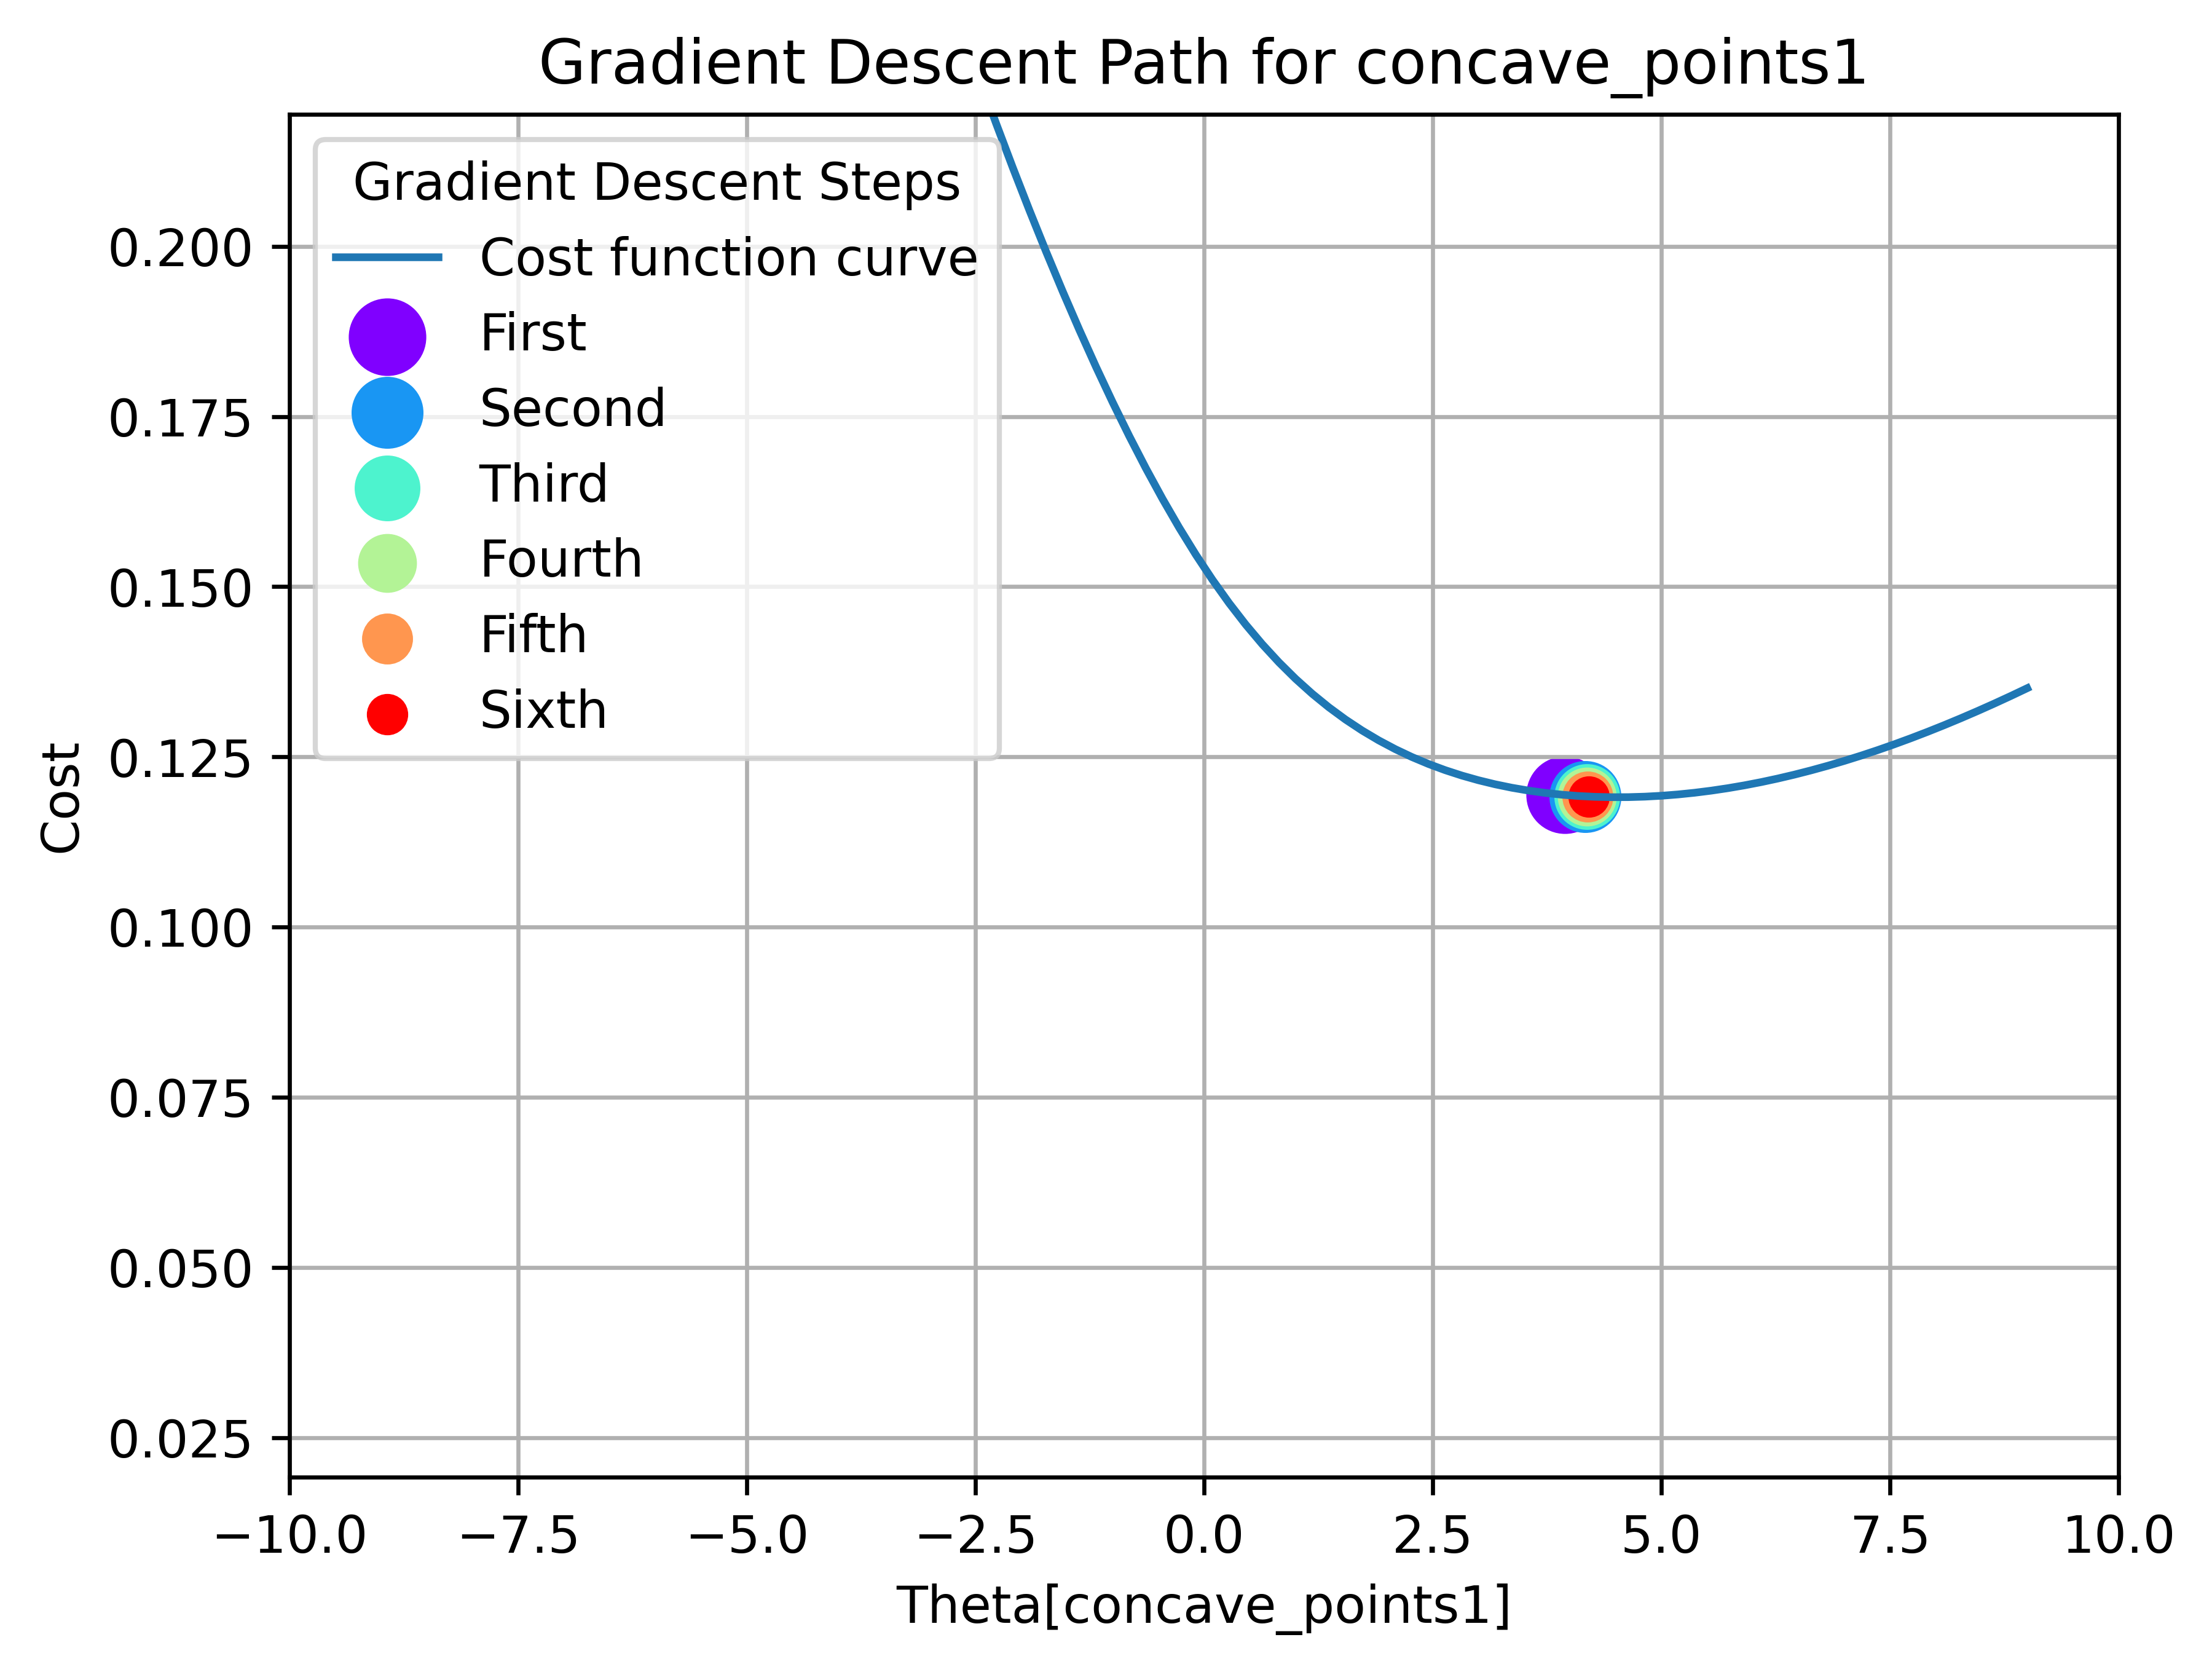 Gradient Descent Path for concave_points1
Gradient Descent Steps
Cost function curve
First
Second
Third
Fourth
Fifth
Sixth
0.200
0.175
0.150
0.125
0.100
0.075
0.050
0.025
Cost
−10.0 −7.5 −5.0 −2.5 0.0 2.5 5.0 7.5 10.0
Theta[concave_points1]